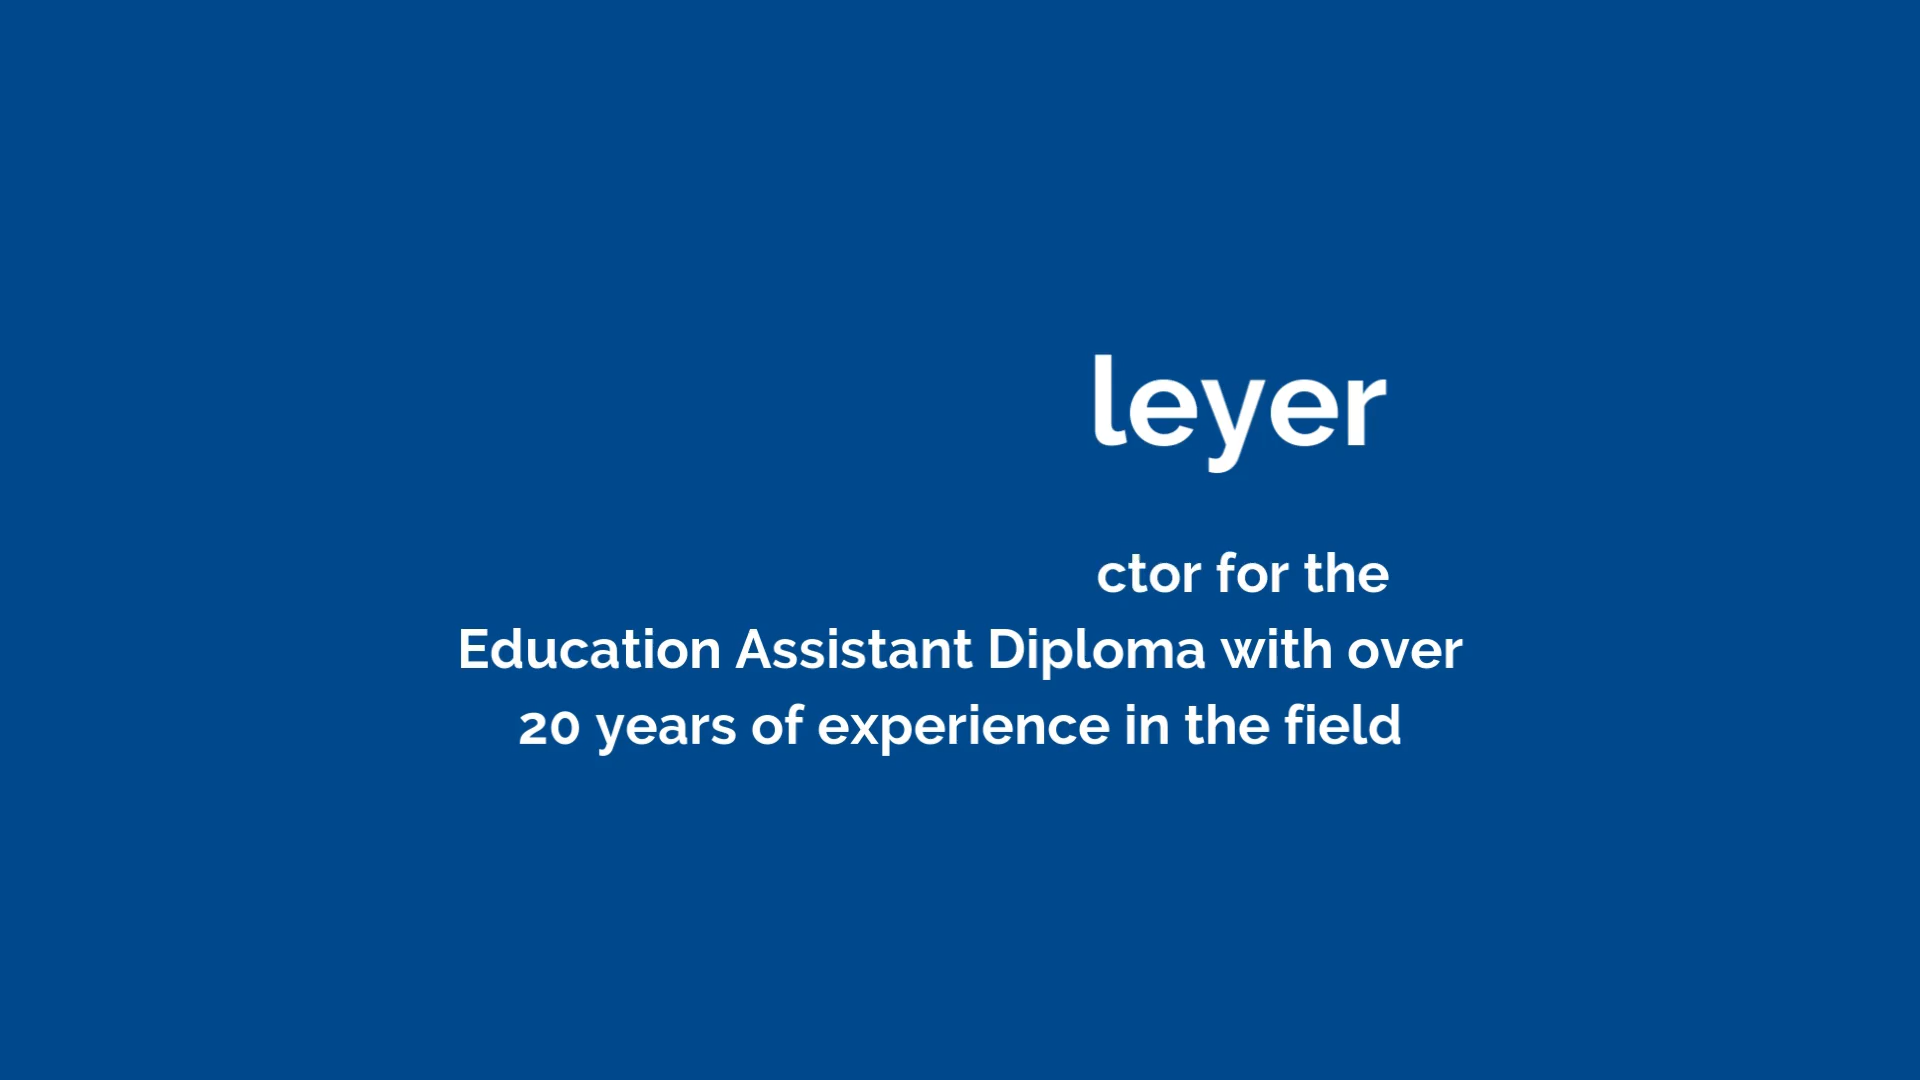 leyer
ctor for the
Education Assistant Diploma with over
20 years of experience in the field